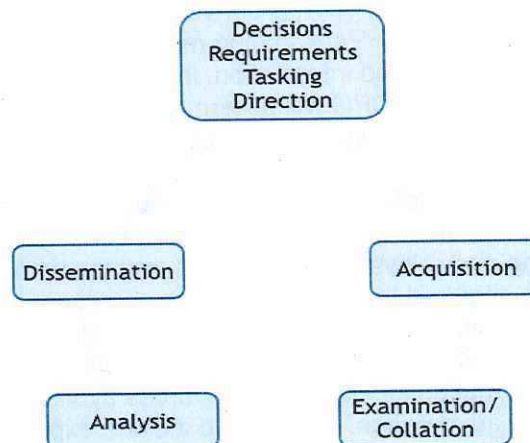 Decisions
Requirements
Tasking
Direction
Dissemination
Acquisition
Analysis
Examination/
Collation